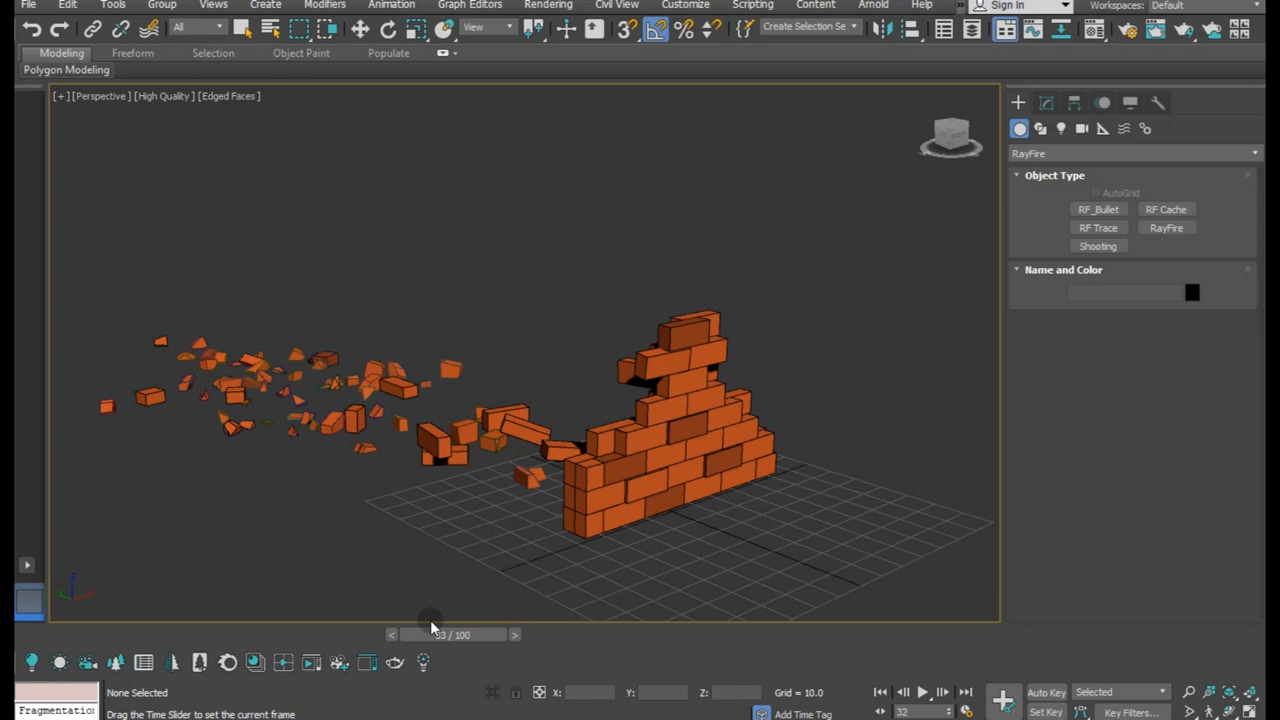 File Edit Tools Group Views Create Modifiers Animation Graph Editors Rendering Civil View Customize Scripting Content Arnold Help » Sign In Workspaces: Default
All View Create Selection Se
Modeling Freeform Selection Object Paint Populate
Polygon Modeling
[+] [Perspective] [High Quality] [Edged Faces]
RayFire
Object Type
AutoGrid
RF_Bullet RF Cache
RF Trace RayFire
Shooting
Name and Color
< 33 / 100 >
None Selected X: Y: Z: Grid = 10.0 Auto Key Selected
Fragmentatio Drag the Time Slider to set the current frame Add Time Tag 32 Set Key Key Filters...